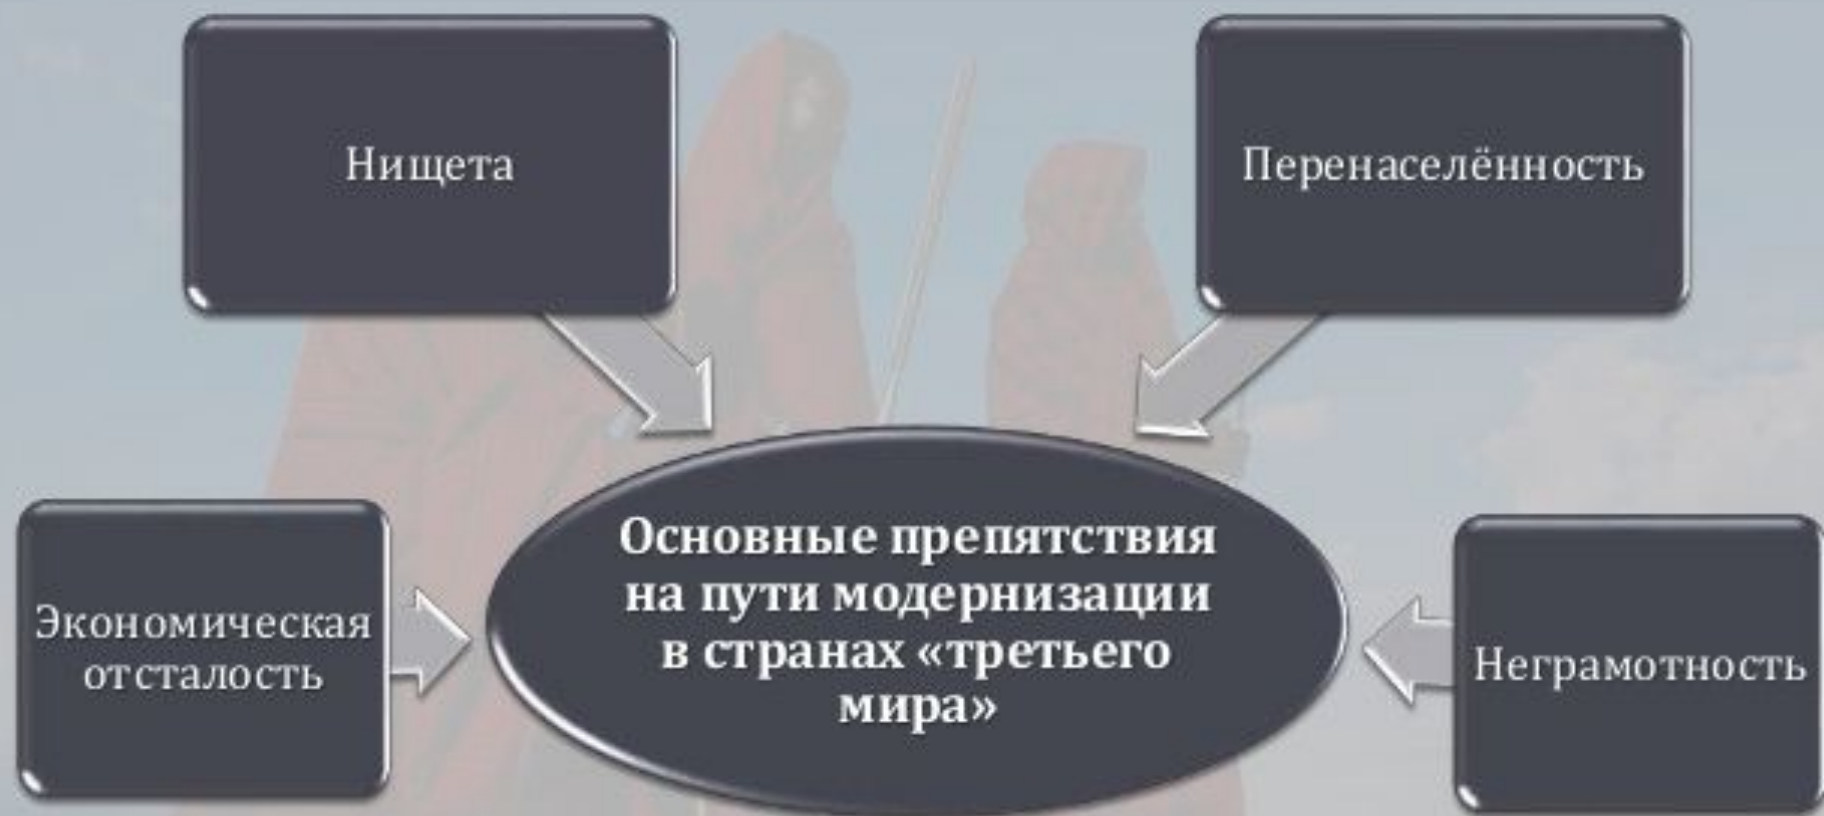 Нищета
Перенаселённость
Экономическая
отсталость
Основные препятствия
на пути модернизации
в странах «третьего
мира»
Неграмотность